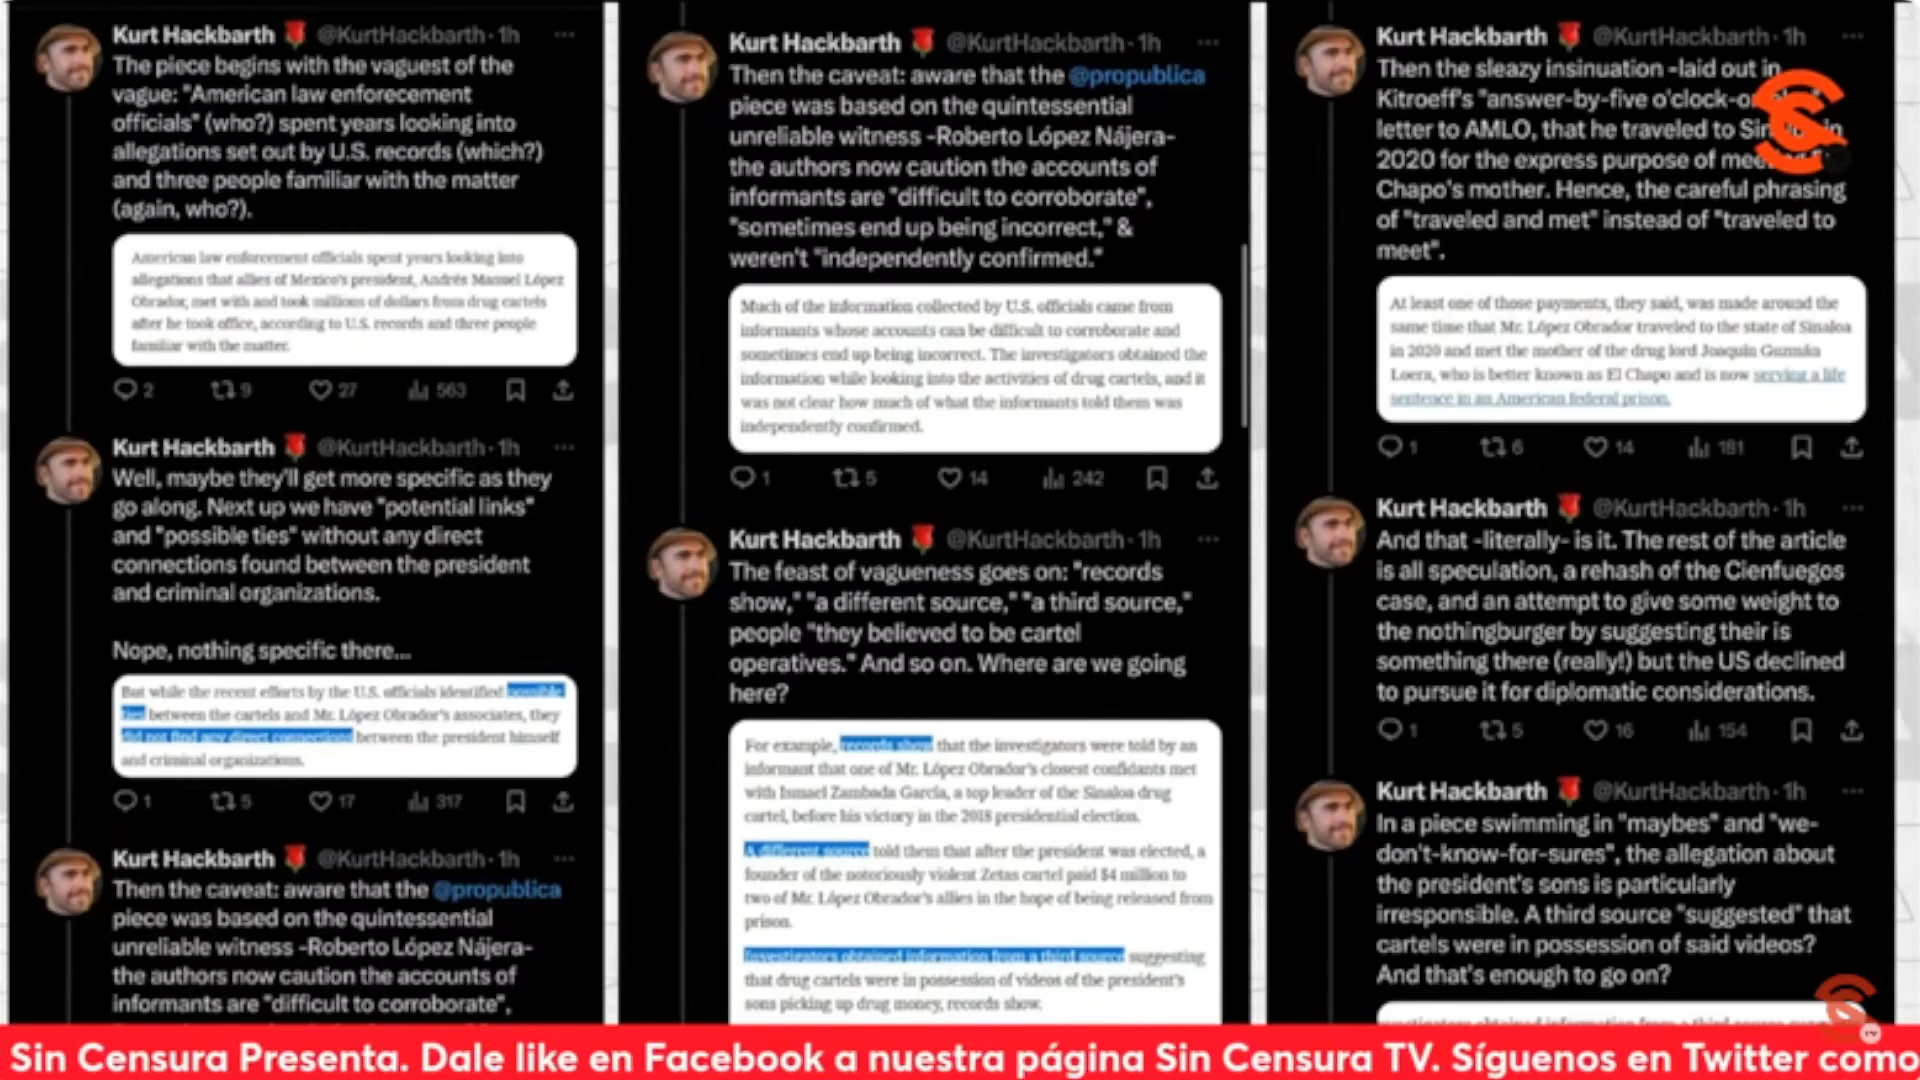 Kurt Hackbarth @KurtHackbarth · 1h
The piece begins with the vaguest of the
vague: "American law enforecement
officials" (who?) spent years looking into
allegations set out by U.S. records (which?)
and three people familiar with the matter
(again, who?).
American law enforcement officials spent years looking into
allegations that allies of Mexico's president, Andrés Manuel López
Obrador, met with and took millions of dollars from drug cartels
after he took office, according to U.S. records and three people
familiar with the matter.
2 9 27 563
Kurt Hackbarth @KurtHackbarth · 1h
Well, maybe they'll get more specific as they
go along. Next up we have "potential links"
and "possible ties" without any direct
connections found between the president
and criminal organizations.
Nope, nothing specific there...
But while the recent efforts by the U.S. officials identified possible
ties between the cartels and Mr. López Obrador's associates, they
did not find any direct connections between the president himself
and criminal organizations.
1 5 17 317
Kurt Hackbarth @KurtHackbarth · 1h
Then the caveat: aware that the @propublica
piece was based on the quintessential
unreliable witness -Roberto López Nájera-
the authors now caution the accounts of
informants are "difficult to corroborate",
Kurt Hackbarth @KurtHackbarth · 1h
Then the caveat: aware that the @propublica
piece was based on the quintessential
unreliable witness -Roberto López Nájera-
the authors now caution the accounts of
informants are "difficult to corroborate",
"sometimes end up being incorrect," &
weren't "independently confirmed."
Much of the information collected by U.S. officials came from
informants whose accounts can be difficult to corroborate and
sometimes end up being incorrect. The investigators obtained the
information while looking into the activities of drug cartels, and it
was not clear how much of what the informants told them was
independently confirmed.
1 5 14 242
Kurt Hackbarth @KurtHackbarth · 1h
The feast of vagueness goes on: "records
show," "a different source," "a third source,"
people "they believed to be cartel
operatives." And so on. Where are we going
here?
For example, records show that the investigators were told by an
informant that one of Mr. López Obrador's closest confidants met
with Ismael Zambada García, a top leader of the Sinaloa drug
cartel, before his victory in the 2018 presidential election.
A different source told them that after the president was elected, a
founder of the notoriously violent Zetas cartel paid $4 million to
two of Mr. López Obrador's allies in the hope of being released from
prison.
Investigators obtained information from a third source suggesting
that drug cartels were in possession of videos of the president's
sons picking up drug money, records show.
Kurt Hackbarth @KurtHackbarth · 1h
Then the sleazy insinuation -laid out in
Kitroeff's "answer-by-five o'clock-or
letter to AMLO, that he traveled to in
2020 for the express purpose of
Chapo's mother. Hence, the careful phrasing
of "traveled and met" instead of "traveled to
meet".
At least one of those payments, they said, was made around the
same time that Mr. López Obrador traveled to the state of Sinaloa
in 2020 and met the mother of the drug lord Joaquín Guzmán
Loera, who is better known as El Chapo and is now serving a life
sentence in an American federal prison.
1 6 14 181
Kurt Hackbarth @KurtHackbarth · 1h
And that -literally- is it. The rest of the article
is all speculation, a rehash of the Cienfuegos
case, and an attempt to give some weight to
the nothingburger by suggesting their is
something there (really!) but the US declined
to pursue it for diplomatic considerations.
1 5 16 154
Kurt Hackbarth @KurtHackbarth · 1h
In a piece swimming in "maybes" and "we-
don't-know-for-sures", the allegation about
the president's sons is particularly
irresponsible. A third source "suggested" that
cartels were in possession of said videos?
And that's enough to go on?
Sin Censura Presenta. Dale like en Facebook a nuestra página Sin Censura TV. Síguenos en Twitter como